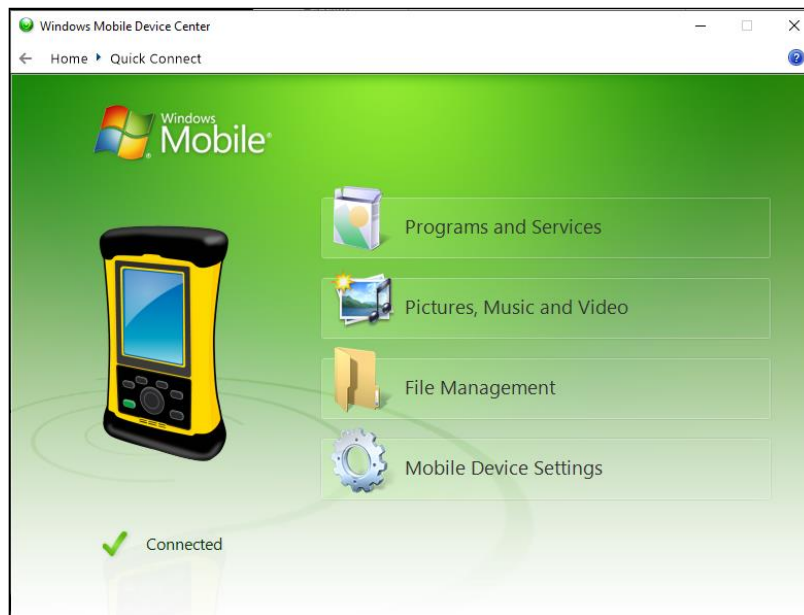 Windows Mobile Device Center
Home Quick Connect
Windows
Mobile®
Programs and Services
Pictures, Music and Video
File Management
Mobile Device Settings
Connected